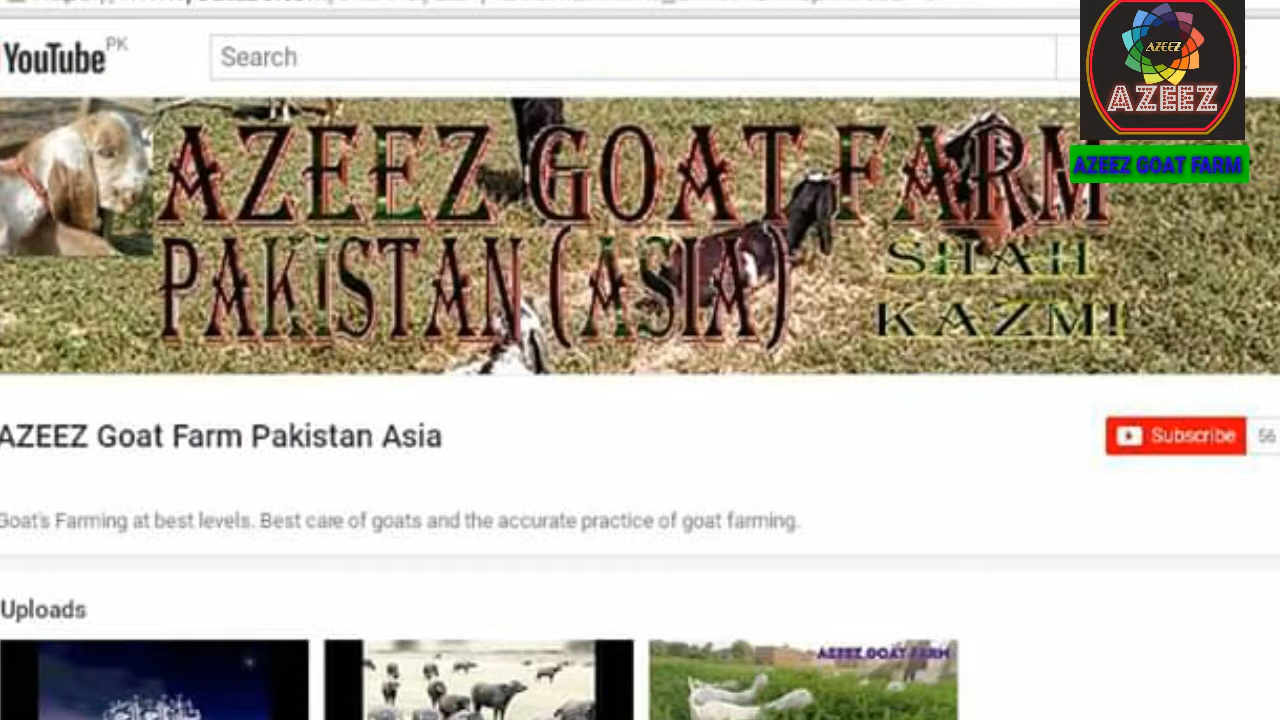 YouTube PK
Search
AZEEZ
AZEEZ
AZEEZ GOAT FARM
AZEEZ GOAT FARM
PAKISTAN (ASIA)
SHAH
KAZMI
AZEEZ Goat Farm Pakistan Asia
Subscribe 56
Goat's Farming at best levels. Best care of goats and the accurate practice of goat farming.
Uploads
AZEEZ GOAT FARM